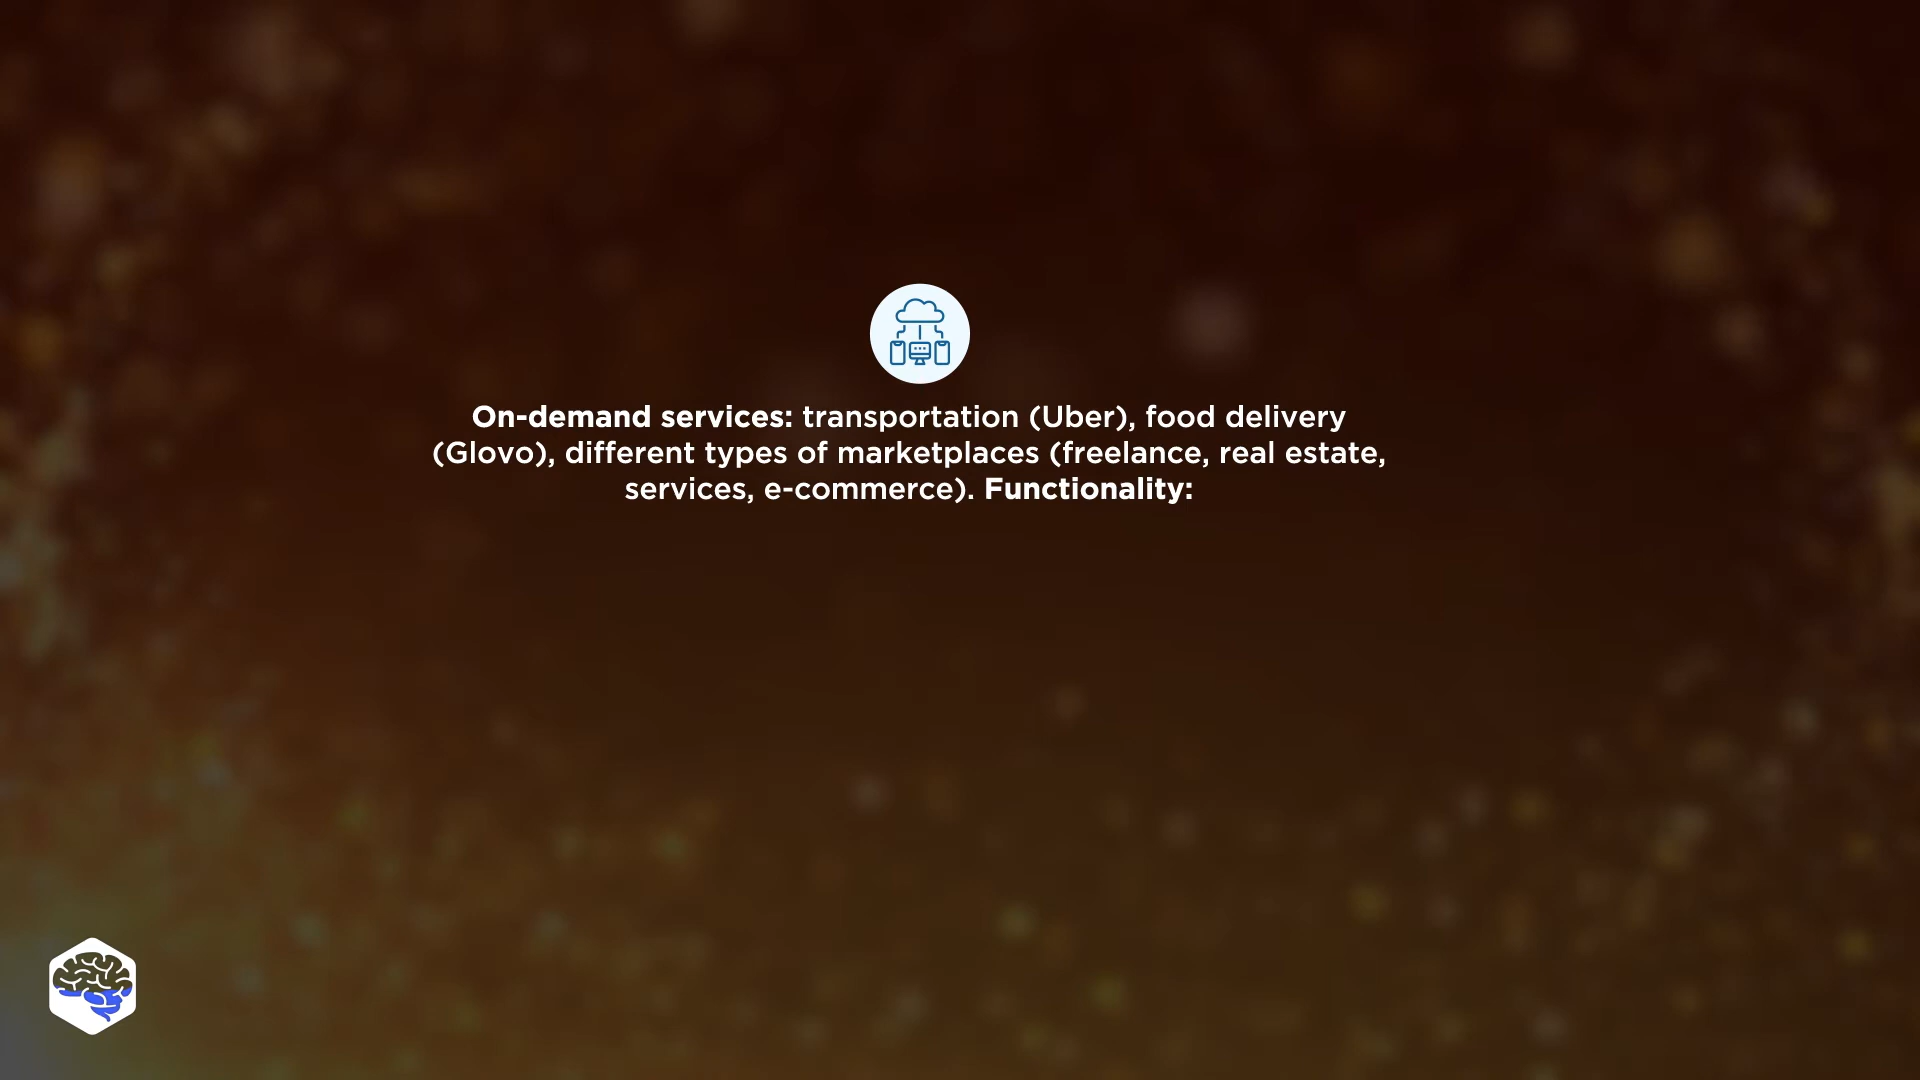 On-demand services: transportation (Uber), food delivery
(Glovo), different types of marketplaces (freelance, real estate,
services, e-commerce). Functionality: